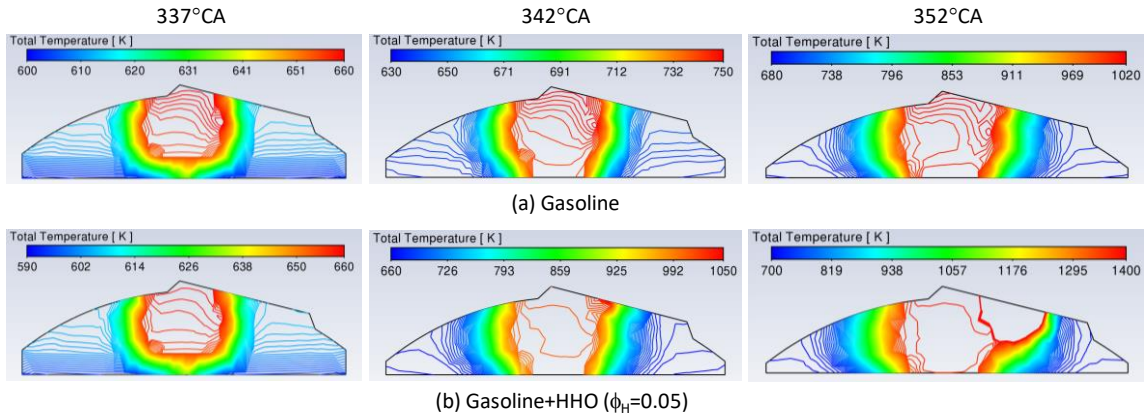 337°CA 342°CA 352°CA
Total Temperature [ K ] Total Temperature [ K ] Total Temperature [ K ]
600 610 620 631 641 651 660 630 650 671 691 712 732 750 680 738 796 853 911 969 1020
(a) Gasoline
Total Temperature [ K ] Total Temperature [ K ] Total Temperature [ K ]
590 602 614 626 638 650 660 660 726 793 859 925 992 1050 700 819 938 1057 1176 1295 1400
(b) Gasoline+HHO (ϕH=0.05)